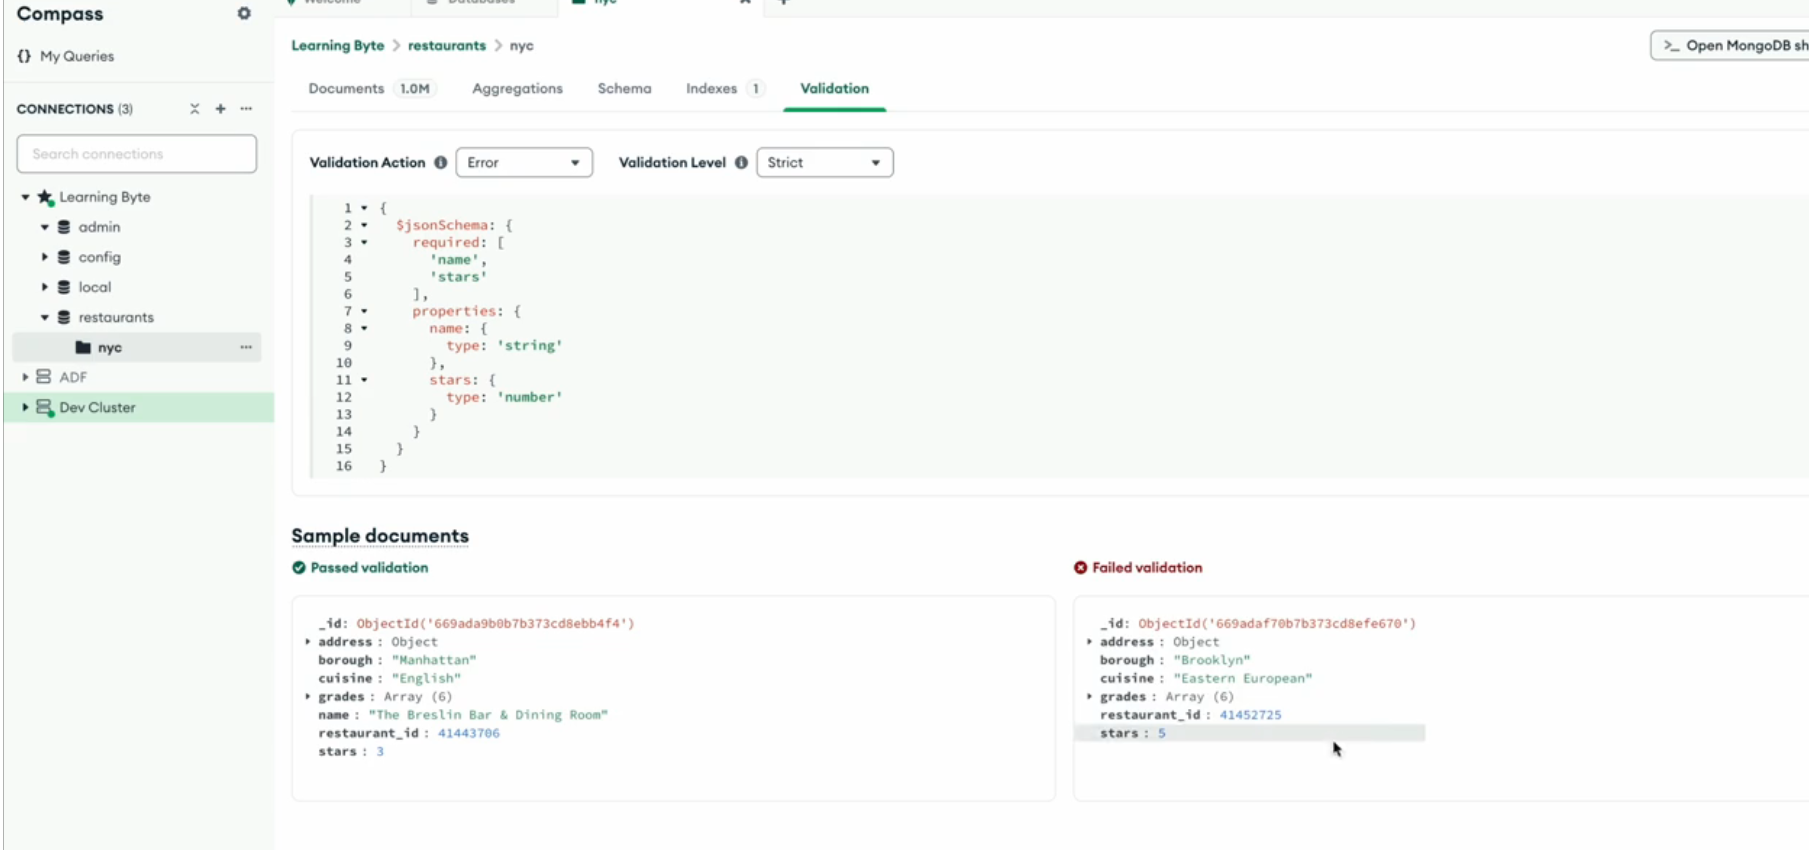 Compass
Welcome
Databases
nyc
{} My Queries
CONNECTIONS (3)
Search connections
Learning Byte
admin
config
local
restaurants
nyc
ADF
Dev Cluster
Learning Byte > restaurants > nyc
>_ Open MongoDB sh
Documents 1.0M Aggregations Schema Indexes 1 Validation
Validation Action Error Validation Level Strict
1 {
2 $jsonSchema: {
3 required: [
4 'name',
5 'stars'
6 ],
7 properties: {
8 name: {
9 type: 'string'
10 },
11 stars: {
12 type: 'number'
13 }
14 }
15 }
16 }
Sample documents
Passed validation
_id: ObjectId('669ada9b0b7b373cd8ebb4f4')
address : Object
borough : "Manhattan"
cuisine : "English"
grades : Array (6)
name : "The Breslin Bar & Dining Room"
restaurant_id : 41443706
stars : 3
Failed validation
_id: ObjectId('669adaf70b7b373cd8efe670')
address : Object
borough : "Brooklyn"
cuisine : "Eastern European"
grades : Array (6)
restaurant_id : 41452725
stars : 5